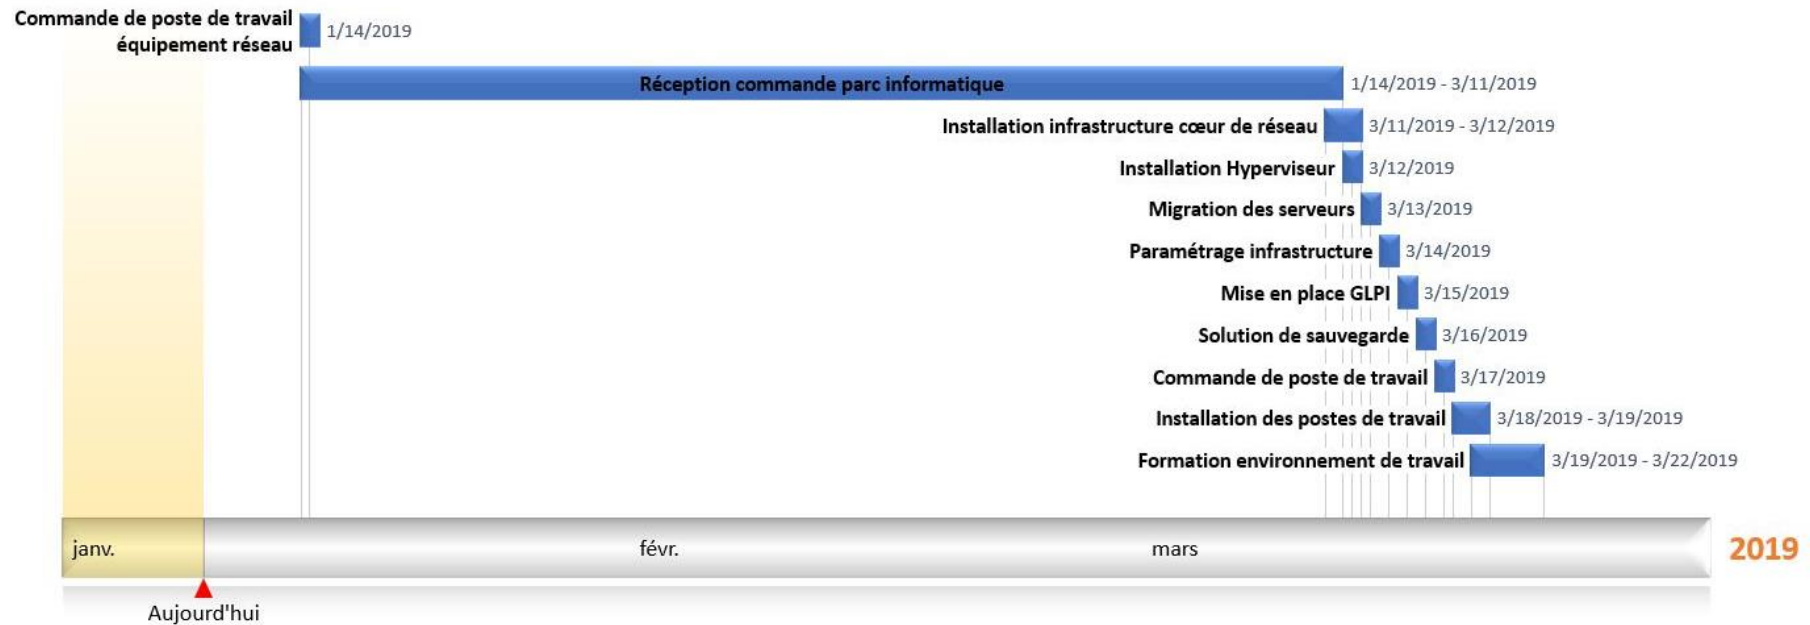 Commande de poste de travail
équipement réseau 1/14/2019
Réception commande parc informatique 1/14/2019 - 3/11/2019
Installation infrastructure cœur de réseau 3/11/2019 - 3/12/2019
Installation Hyperviseur 3/12/2019
Migration des serveurs 3/13/2019
Paramétrage infrastructure 3/14/2019
Mise en place GLPI 3/15/2019
Solution de sauvegarde 3/16/2019
Commande de poste de travail 3/17/2019
Installation des postes de travail 3/18/2019 - 3/19/2019
Formation environnement de travail 3/19/2019 - 3/22/2019
janv. févr. mars 2019
Aujourd'hui